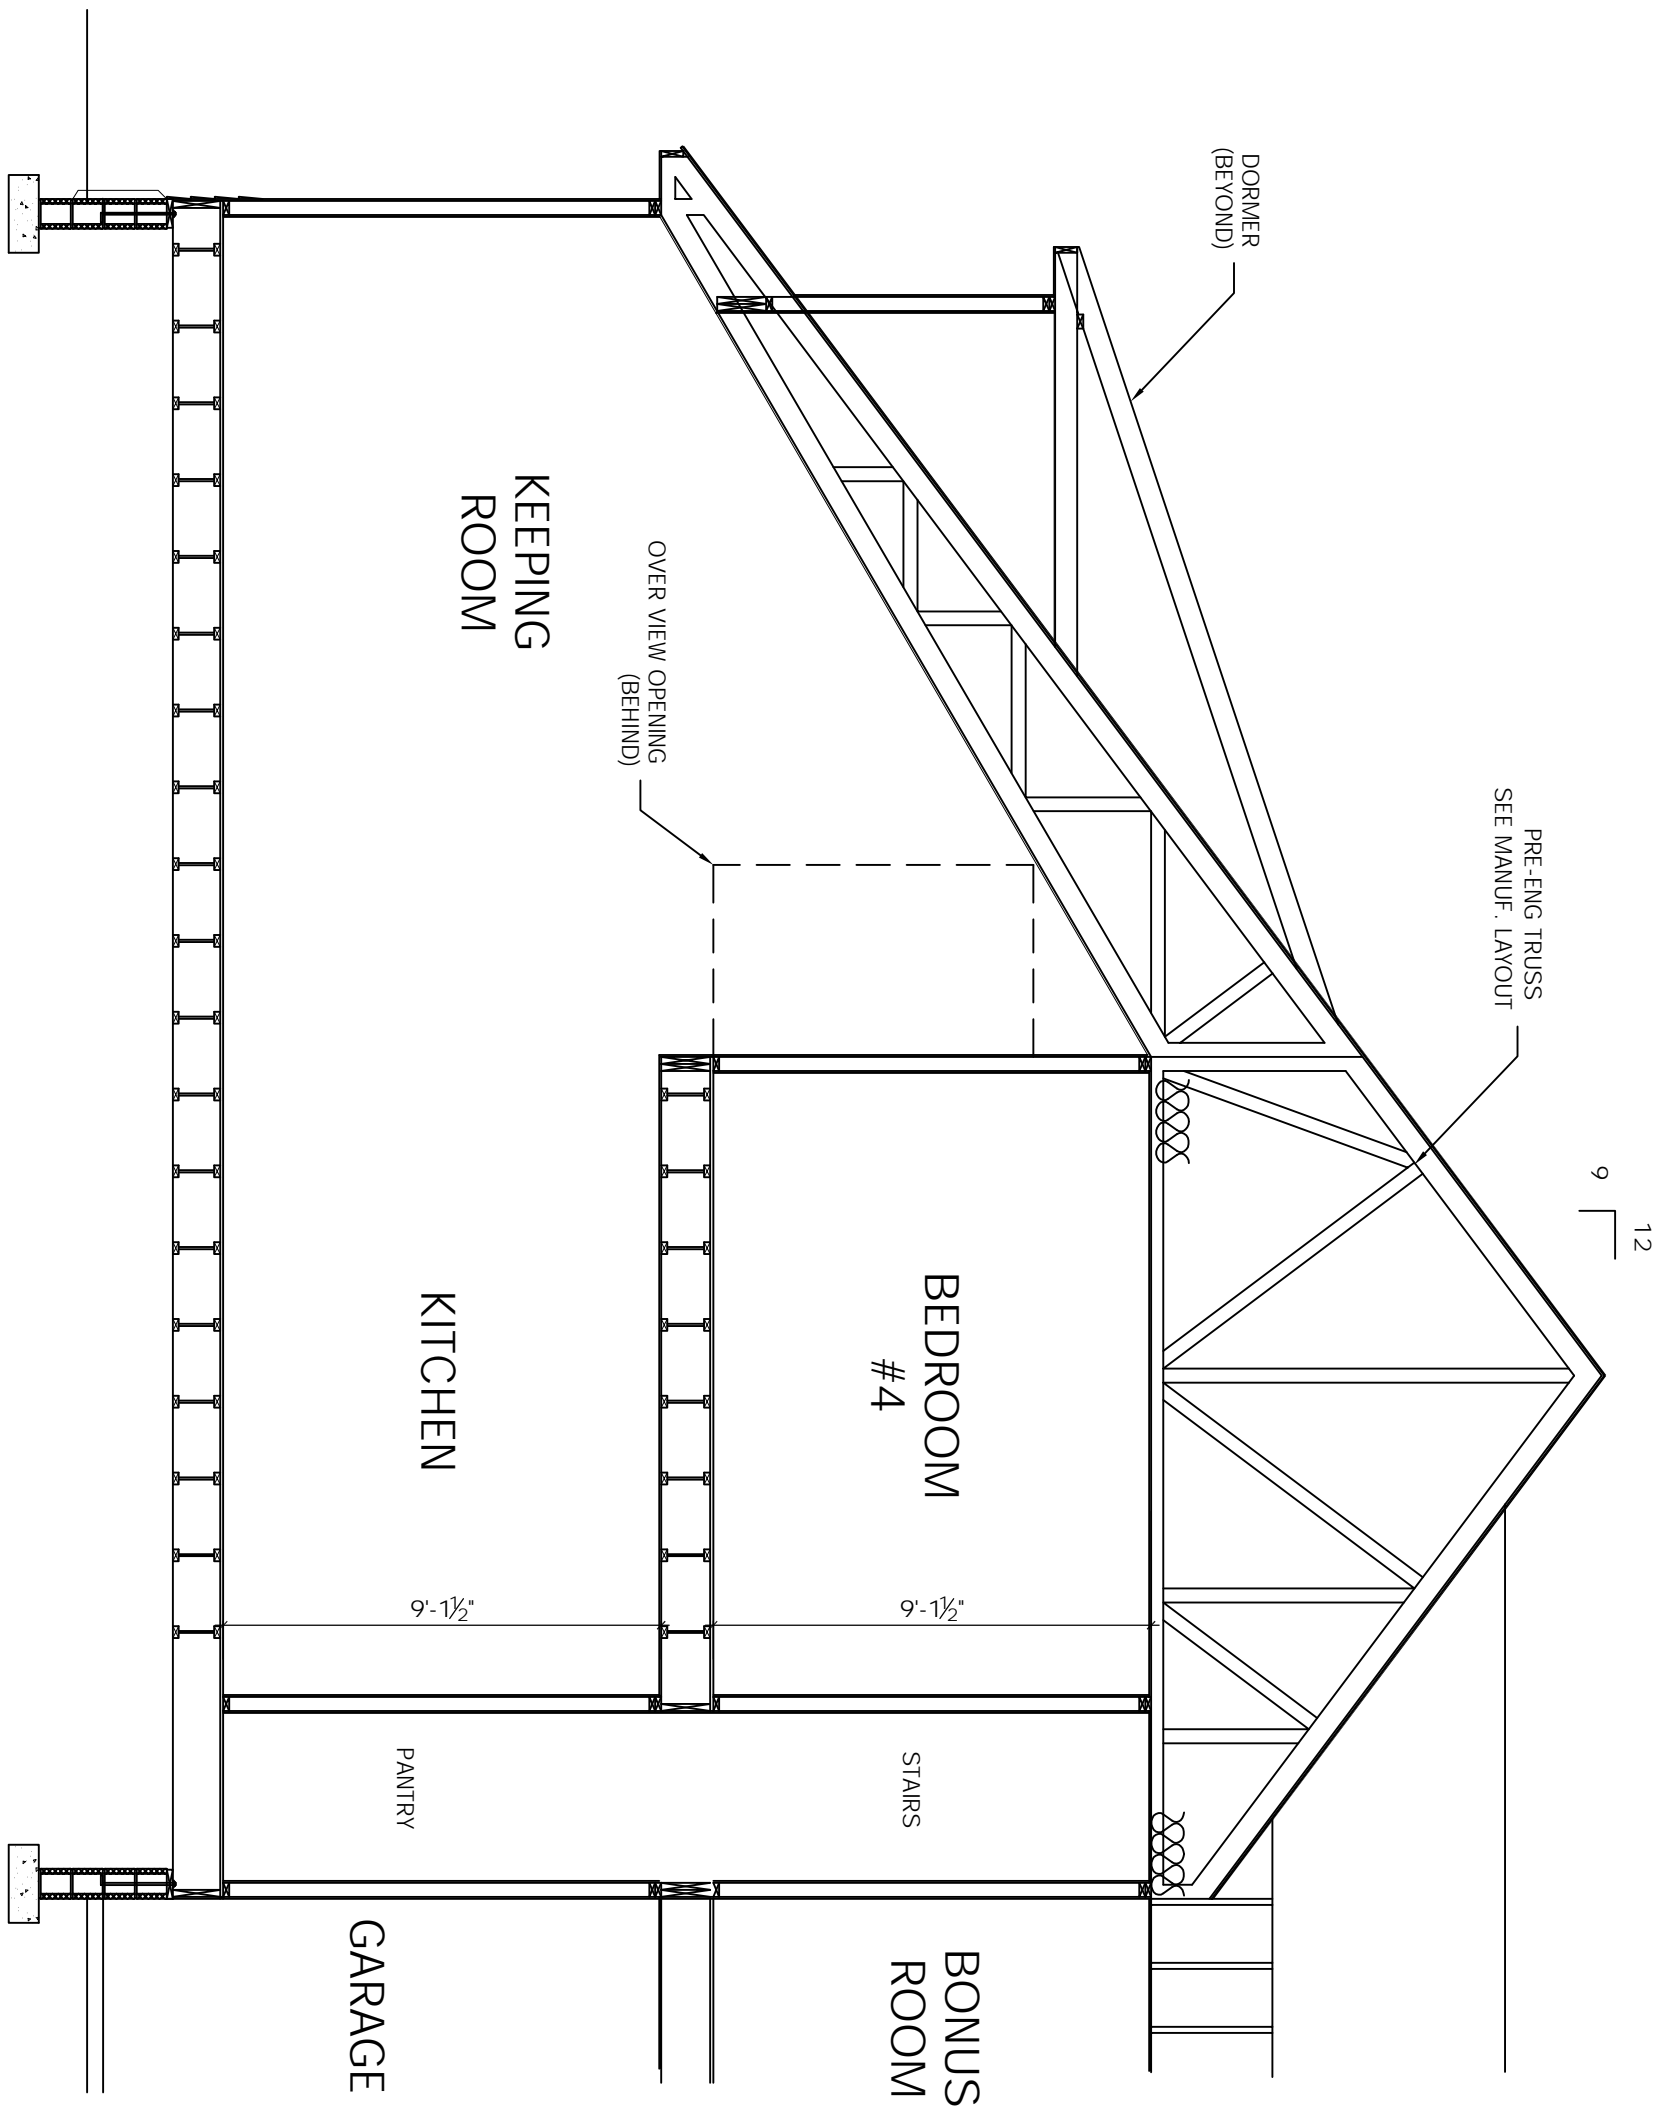 DORMER
(BEYOND)
PRE-ENG TRUSS
SEE MANUF. LAYOUT
9
12
KEEPING
ROOM
OVER VIEW OPENING
(BEHIND)
BEDROOM
#4
KITCHEN
9'-1½"
9'-1½"
STAIRS
PANTRY
BONUS
ROOM
GARAGE